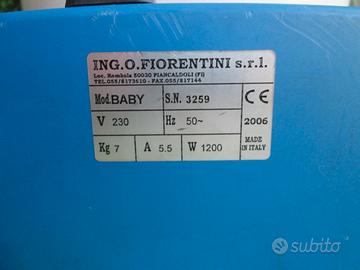 ING.O.FIORENTINI s.r.l.
Loc. Rombola 50030 PIANCALDOLI (FI)
TEL.055/8173610 - FAX.055/817144
Mod. BABY S.N. 3259 CE
V 230 Hz 50~ 2006
Kg 7 A 5.5 W 1200 MADE IN ITALY
subito